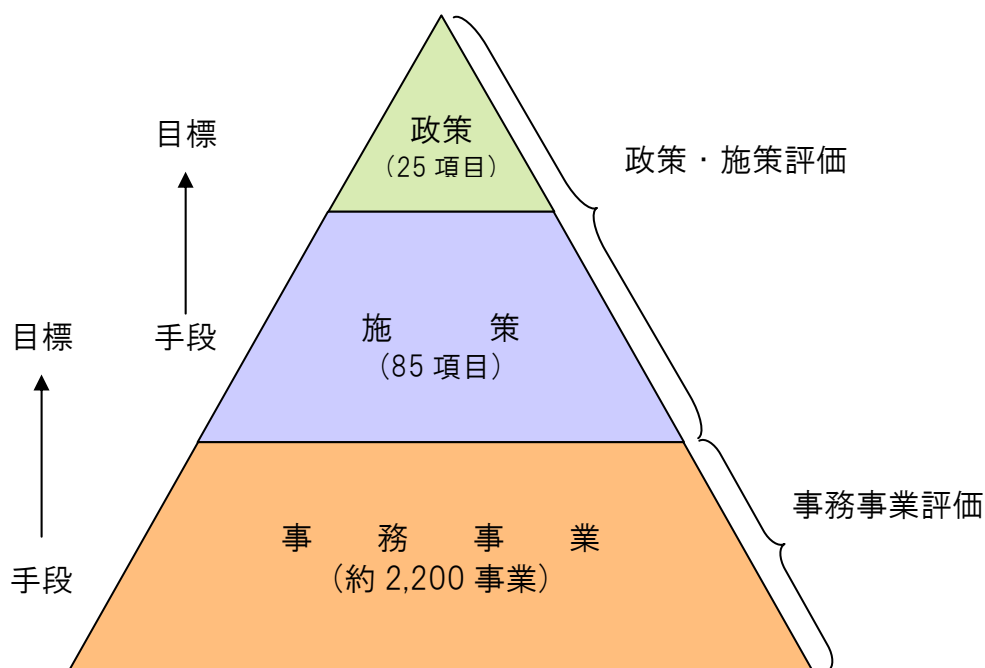 政策
（25 項目）
目標
政策・施策評価
施策
（85 項目）
目標
手段
事務事業評価
事務事業
（約 2,200 事業）
手段